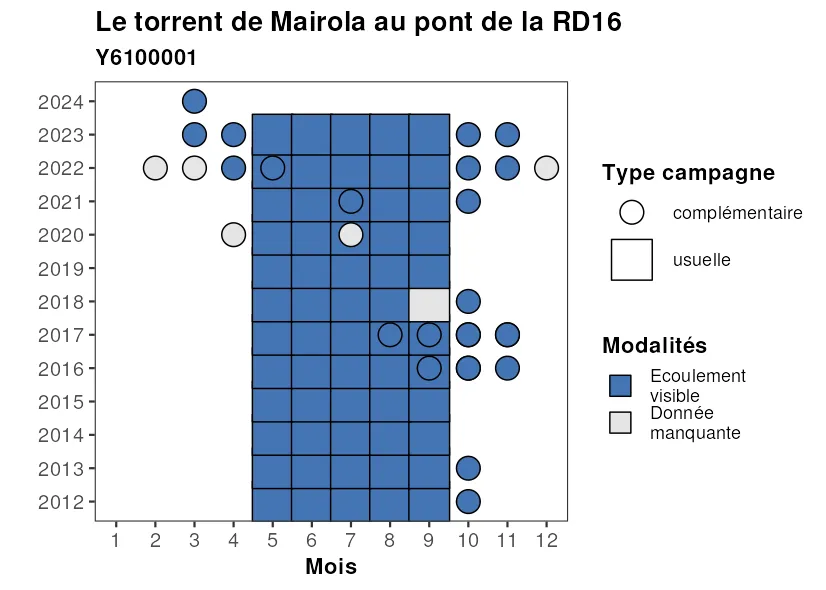 Le torrent de Mairola au pont de la RD16
Y6100001
2024
2023
2022
2021
2020
2019
2018
2017
2016
2015
2014
2013
2012
1 2 3 4 5 6 7 8 9 10 11 12
Mois
Type campagne
complémentaire
usuelle
Modalités
Ecoulement
visible
Donnée
manquante